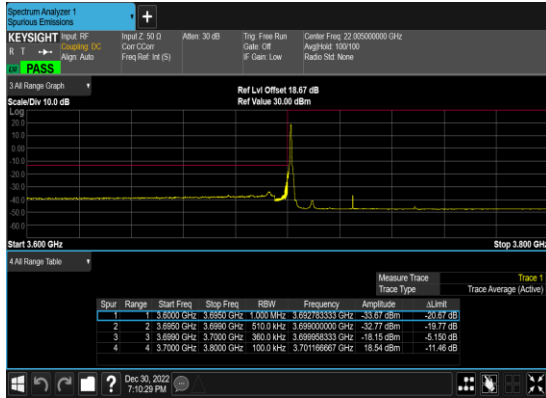 Spectrum Analyzer 1
Spurious Emissions
+
KEYSIGHT Input: RF Input Z: 50 Ω Atten: 30 dB Trig: Free Run Center Freq: 22.005000000 GHz
R T Coupling: DC Corr CCorr Gate: Off Avg|Hold: 100/100
Align: Auto Freq Ref: Int (S) IF Gain: Low Radio Std: None
PASS
3 All Range Graph
Ref Lvl Offset 18.67 dB
Scale/Div 10.0 dB Ref Value 30.00 dBm
Log
20.0
10.0
0.00
-10.0
-20.0
-30.0
-40.0
-50.0
-60.0
Start 3.600 GHz Stop 3.800 GHz
4 All Range Table
Measure Trace Trace 1
Trace Type Trace Average (Active)
Spur Range Start Freq Stop Freq RBW Frequency Amplitude ΔLimit
1 1 3.6000 GHz 3.6950 GHz 1.000 MHz 3.692783333 GHz -33.67 dBm -20.67 dB
2 2 3.6950 GHz 3.6990 GHz 510.0 kHz 3.699000000 GHz -32.77 dBm -19.77 dB
3 3 3.6990 GHz 3.7000 GHz 360.0 kHz 3.699958333 GHz -18.15 dBm -5.150 dB
4 4 3.7000 GHz 3.8000 GHz 100.0 kHz 3.701166667 GHz 18.54 dBm -11.46 dB
? Dec 30, 2022
7:10:29 PM